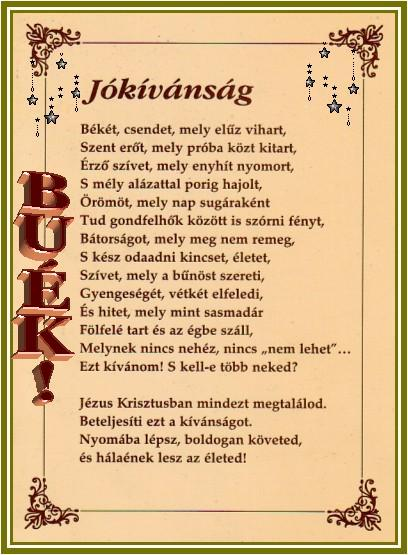 Jókívánság
Békét, csendet, mely elűz vihart,
Szent erőt, mely próba közt kitart,
Érző szívet, mely enyhít nyomort,
S mély alázattal porig hajolt,
Örömöt, mely nap sugáraként
Tud gondfelhők között is szórni fényt,
Bátorságot, mely meg nem remeg,
S kész odaadni kincset, életet,
Szívet, mely a bűnöst szereti,
Gyengeségét, vétkét elfeledi,
És hitet, mely mint sasmadár
Fölfelé tart és az égbe száll,
Melynek nincs nehéz, nincs „nem lehet"...
Ezt kívánom! S kell-e több neked?
Jézus Krisztusban mindezt megtalálod.
Beteljesíti ezt a kívánságot.
Nyomába lépsz, boldogan követed,
és hálaének lesz az életed!
BUÉK!